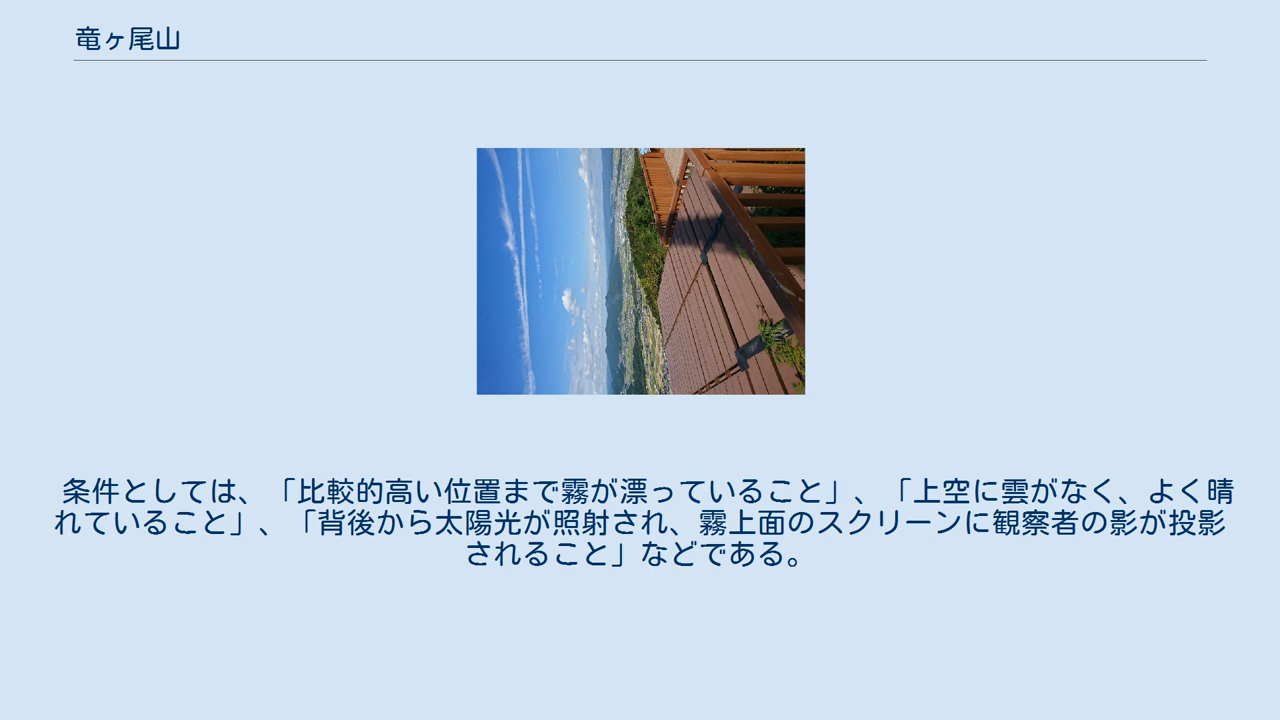 竜ヶ尾山
条件としては、「比較的高い位置まで霧が漂っていること」、「上空に雲がなく、よく晴
れていること」、「背後から太陽光が照射され、霧上面のスクリーンに観察者の影が投影
されること」などである。